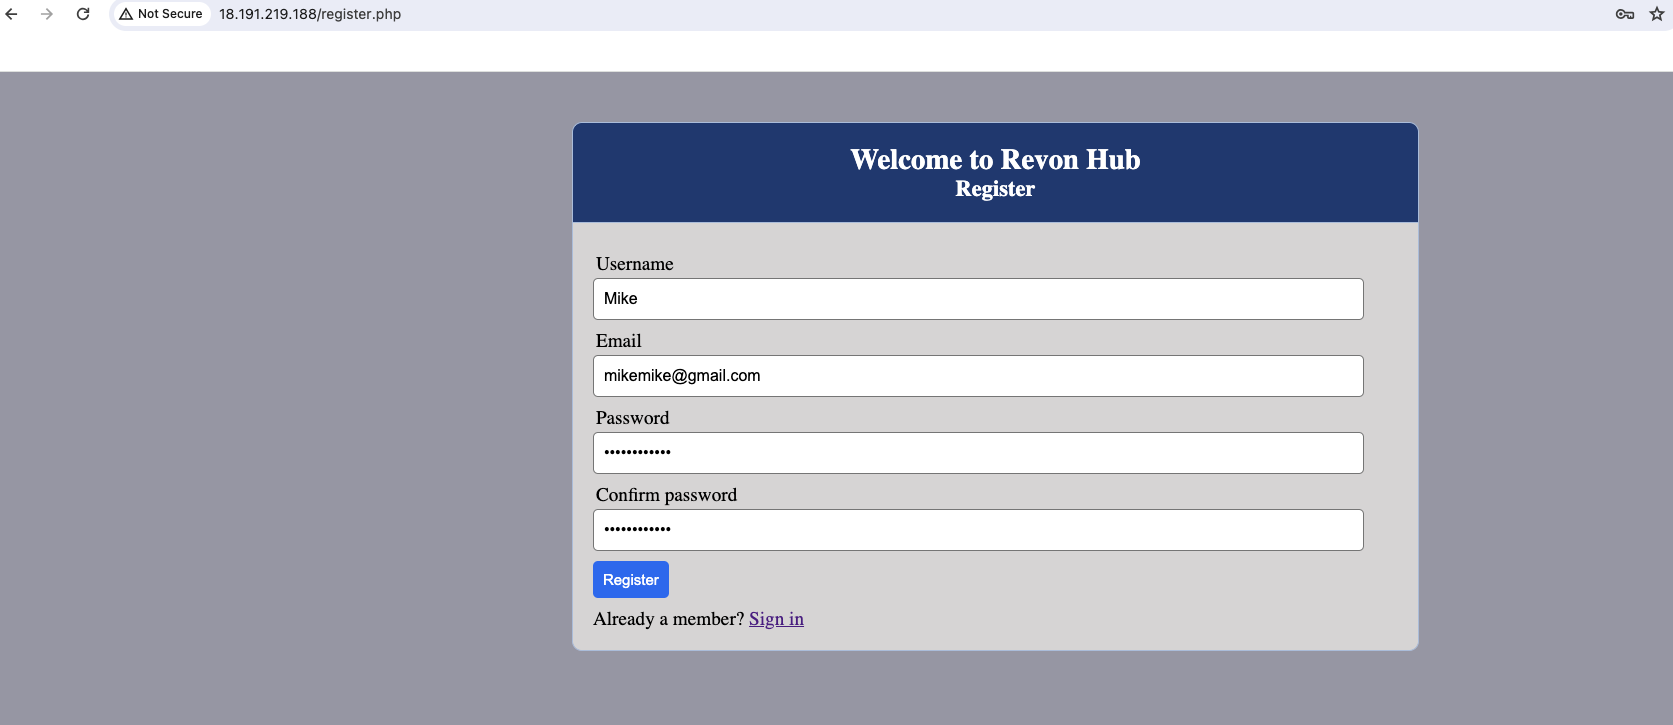 Not Secure 18.191.219.188/register.php
Welcome to Revon Hub
Register
Username
Mike
Email
mikemike@gmail.com
Password
••••••••••••
Confirm password
••••••••••••
Register
Already a member? Sign in